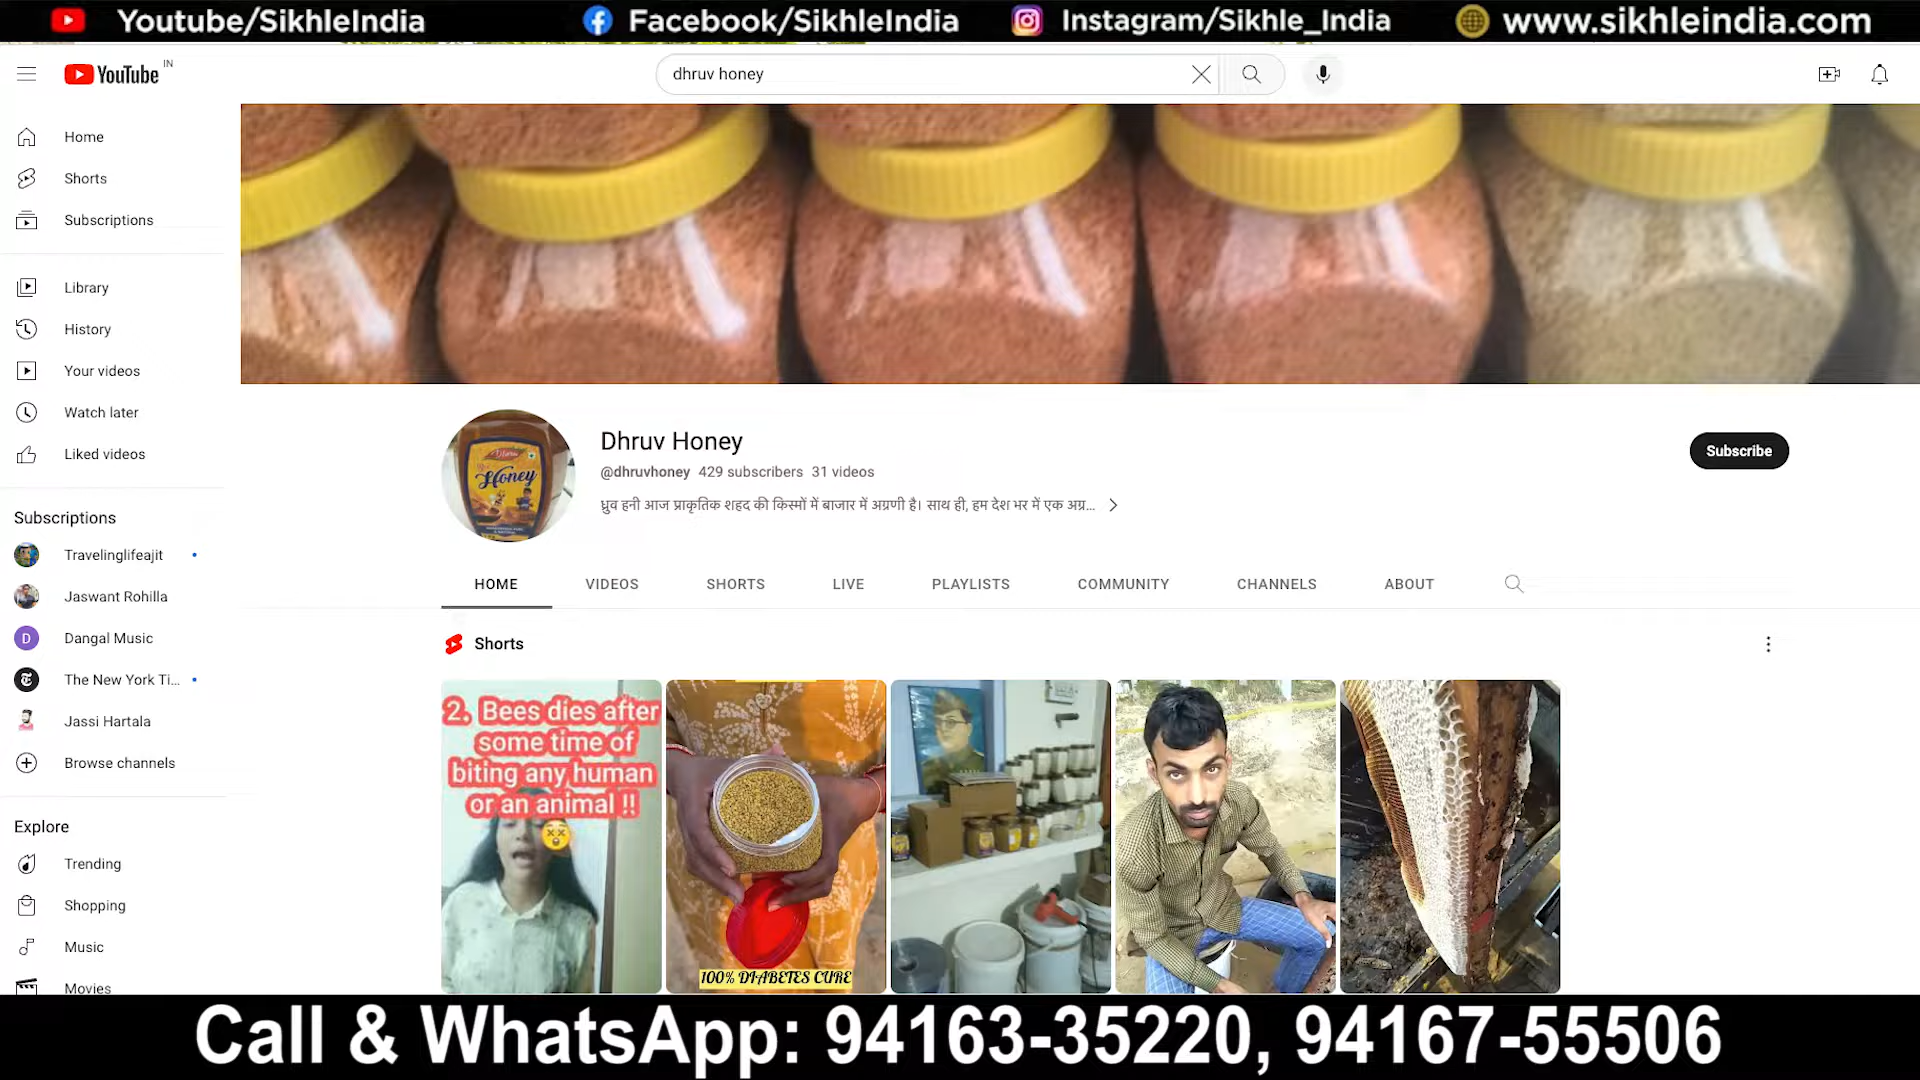 Youtube/SikhleIndia Facebook/SikhleIndia Instagram/Sikhle_India www.sikhleindia.com
YouTube IN
dhruv honey
Home
Shorts
Subscriptions
Library
History
Your videos
Watch later
Liked videos
Subscriptions
Travelinglifeajit
Jaswant Rohilla
D Dangal Music
The New York Ti...
Jassi Hartala
Browse channels
Explore
Trending
Shopping
Music
Movies
Honey
Dhruv Honey
@dhruvhoney 429 subscribers 31 videos
ध्रुव हनी आज प्राकृतिक शहद की किस्मों में बाजार में अग्रणी है। साथ ही, हम देश भर में एक अग्र...
Subscribe
HOME VIDEOS SHORTS LIVE PLAYLISTS COMMUNITY CHANNELS ABOUT
Shorts
2. Bees dies after
some time of
biting any human
or an animal !!
100% DIABETES CURE
Call & WhatsApp: 94163-35220, 94167-55506